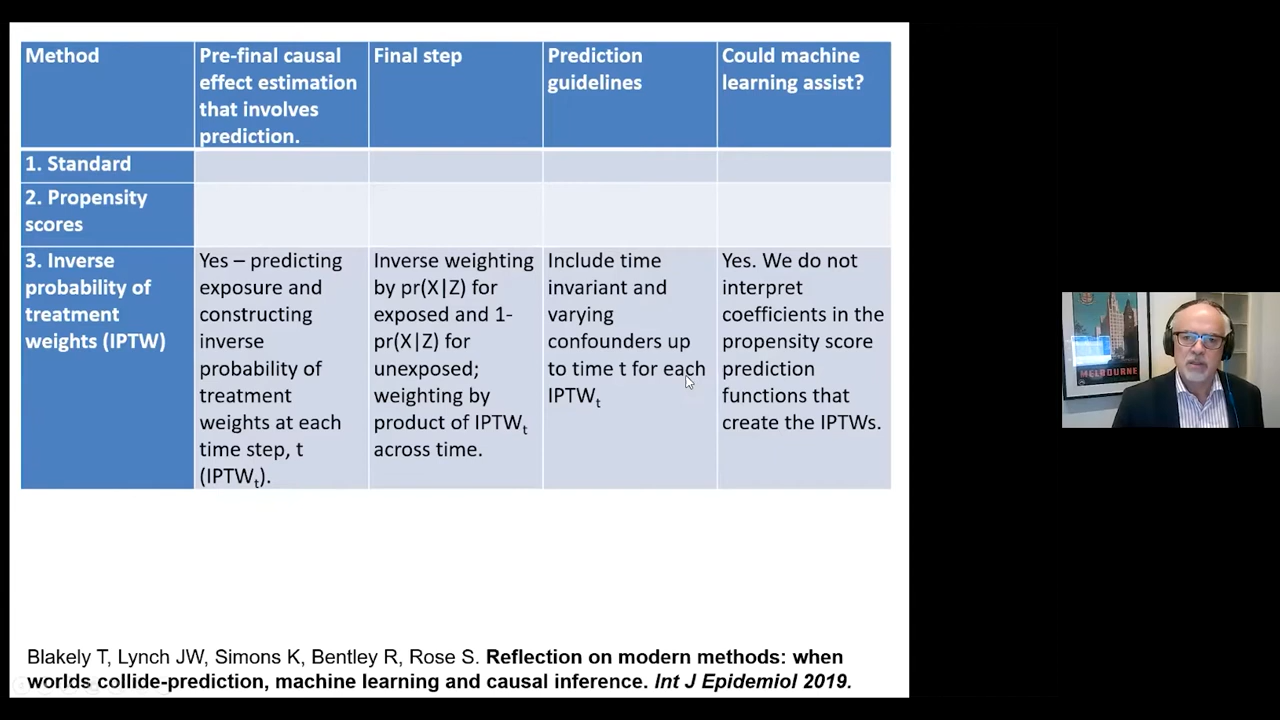 Method
Pre-final causal
effect estimation
that involves
prediction.
Final step
Prediction
guidelines
Could machine
learning assist?
1. Standard
2. Propensity
scores
3. Inverse
probability of
treatment
weights (IPTW)
Yes – predicting
exposure and
constructing
inverse
probability of
treatment
weights at each
time step, t
(IPTWt).
Inverse weighting
by pr(X|Z) for
exposed and 1-
pr(X|Z) for
unexposed;
weighting by
product of IPTWt
across time.
Include time
invariant and
varying
confounders up
to time t for each
IPTWt
Yes. We do not
interpret
coefficients in the
propensity score
prediction
functions that
create the IPTWs.
Blakely T, Lynch JW, Simons K, Bentley R, Rose S. Reflection on modern methods: when
worlds collide-prediction, machine learning and causal inference. Int J Epidemiol 2019.
MELBOURNE